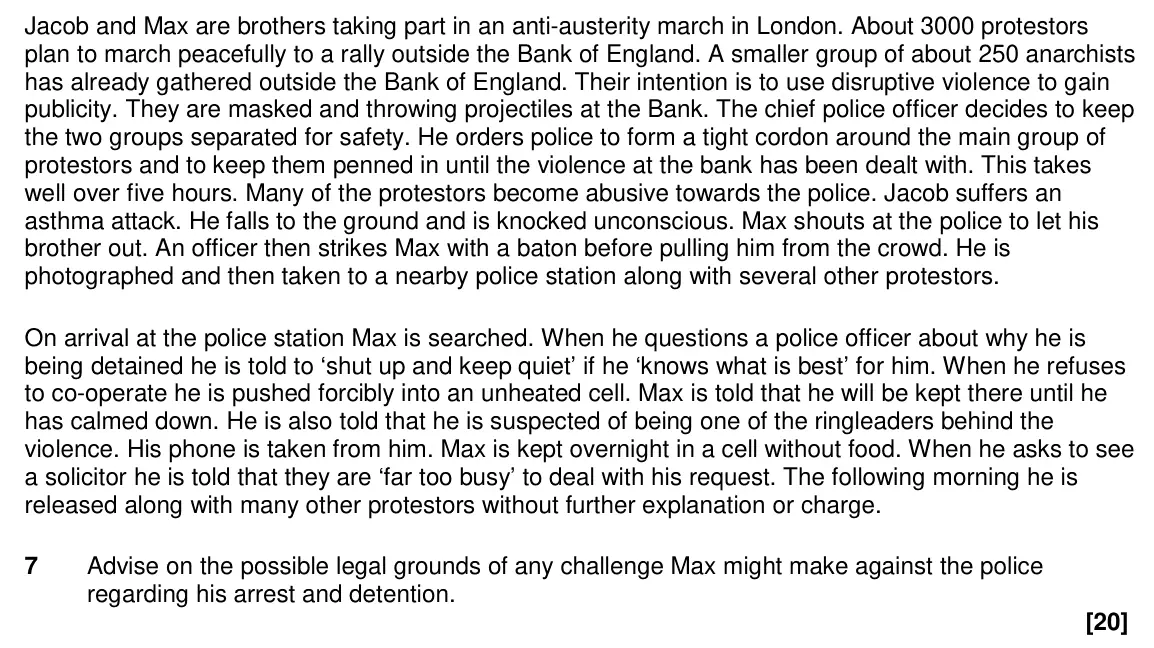 Jacob and Max are brothers taking part in an anti-austerity march in London. About 3000 protestors
plan to march peacefully to a rally outside the Bank of England. A smaller group of about 250 anarchists
has already gathered outside the Bank of England. Their intention is to use disruptive violence to gain
publicity. They are masked and throwing projectiles at the Bank. The chief police officer decides to keep
the two groups separated for safety. He orders police to form a tight cordon around the main group of
protestors and to keep them penned in until the violence at the bank has been dealt with. This takes
well over five hours. Many of the protestors become abusive towards the police. Jacob suffers an
asthma attack. He falls to the ground and is knocked unconscious. Max shouts at the police to let his
brother out. An officer then strikes Max with a baton before pulling him from the crowd. He is
photographed and then taken to a nearby police station along with several other protestors.
On arrival at the police station Max is searched. When he questions a police officer about why he is
being detained he is told to ‘shut up and keep quiet’ if he ‘knows what is best’ for him. When he refuses
to co-operate he is pushed forcibly into an unheated cell. Max is told that he will be kept there until he
has calmed down. He is also told that he is suspected of being one of the ringleaders behind the
violence. His phone is taken from him. Max is kept overnight in a cell without food. When he asks to see
a solicitor he is told that they are ‘far too busy’ to deal with his request. The following morning he is
released along with many other protestors without further explanation or charge.
7 Advise on the possible legal grounds of any challenge Max might make against the police
regarding his arrest and detention.
[20]